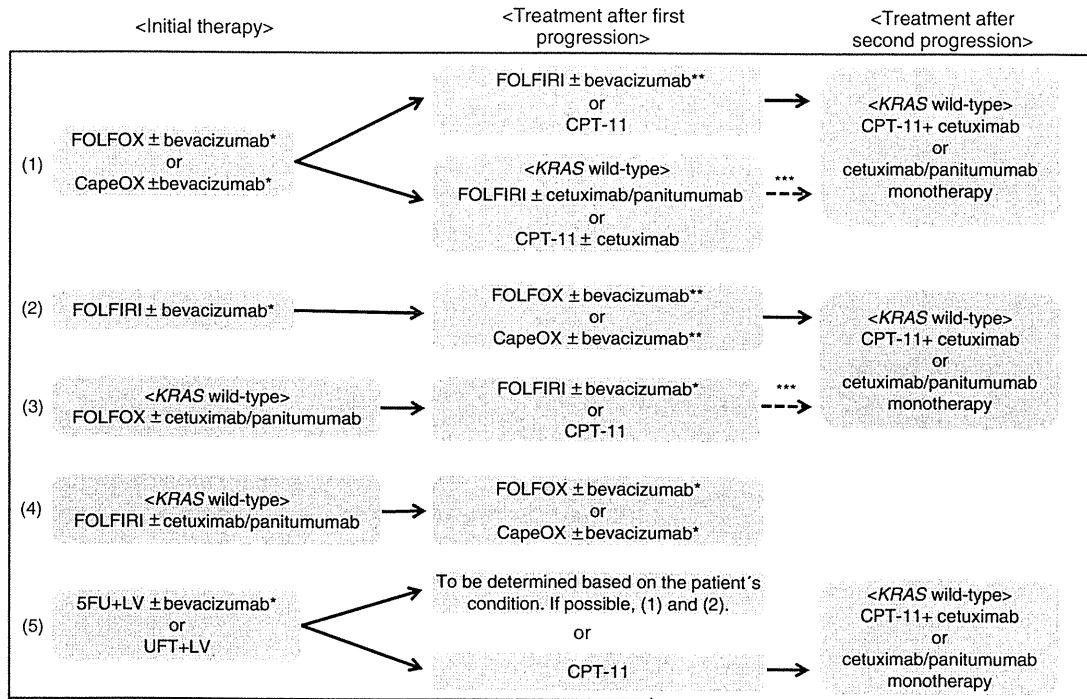 <Initial therapy>
<Treatment after first
progression>
<Treatment after
second progression>
(1)
FOLFOX ± bevacizumab*
or
CapeOX ±bevacizumab*
FOLFIRI ± bevacizumab**
or
CPT-11
<KRAS wild-type>
FOLFIRI ± cetuximab/panitumumab
or
CPT-11 ± cetuximab
***
<KRAS wild-type>
CPT-11+ cetuximab
or
cetuximab/panitumumab
monotherapy
(2)
FOLFIRI ± bevacizumab*
FOLFOX ± bevacizumab**
or
CapeOX ± bevacizumab**
(3)
<KRAS wild-type>
FOLFOX ± cetuximab/panitumumab
FOLFIRI ± bevacizumab*
or
CPT-11
***
<KRAS wild-type>
CPT-11+ cetuximab
or
cetuximab/panitumumab
monotherapy
(4)
<KRAS wild-type>
FOLFIRI ± cetuximab/panitumumab
FOLFOX ± bevacizumab*
or
CapeOX ± bevacizumab*
(5)
5FU+LV ± bevacizumab*
or
UFT+LV
To be determined based on the patient´s
condition. If possible, (1) and (2).
or
CPT-11
<KRAS wild-type>
CPT-11+ cetuximab
or
cetuximab/panitumumab
monotherapy